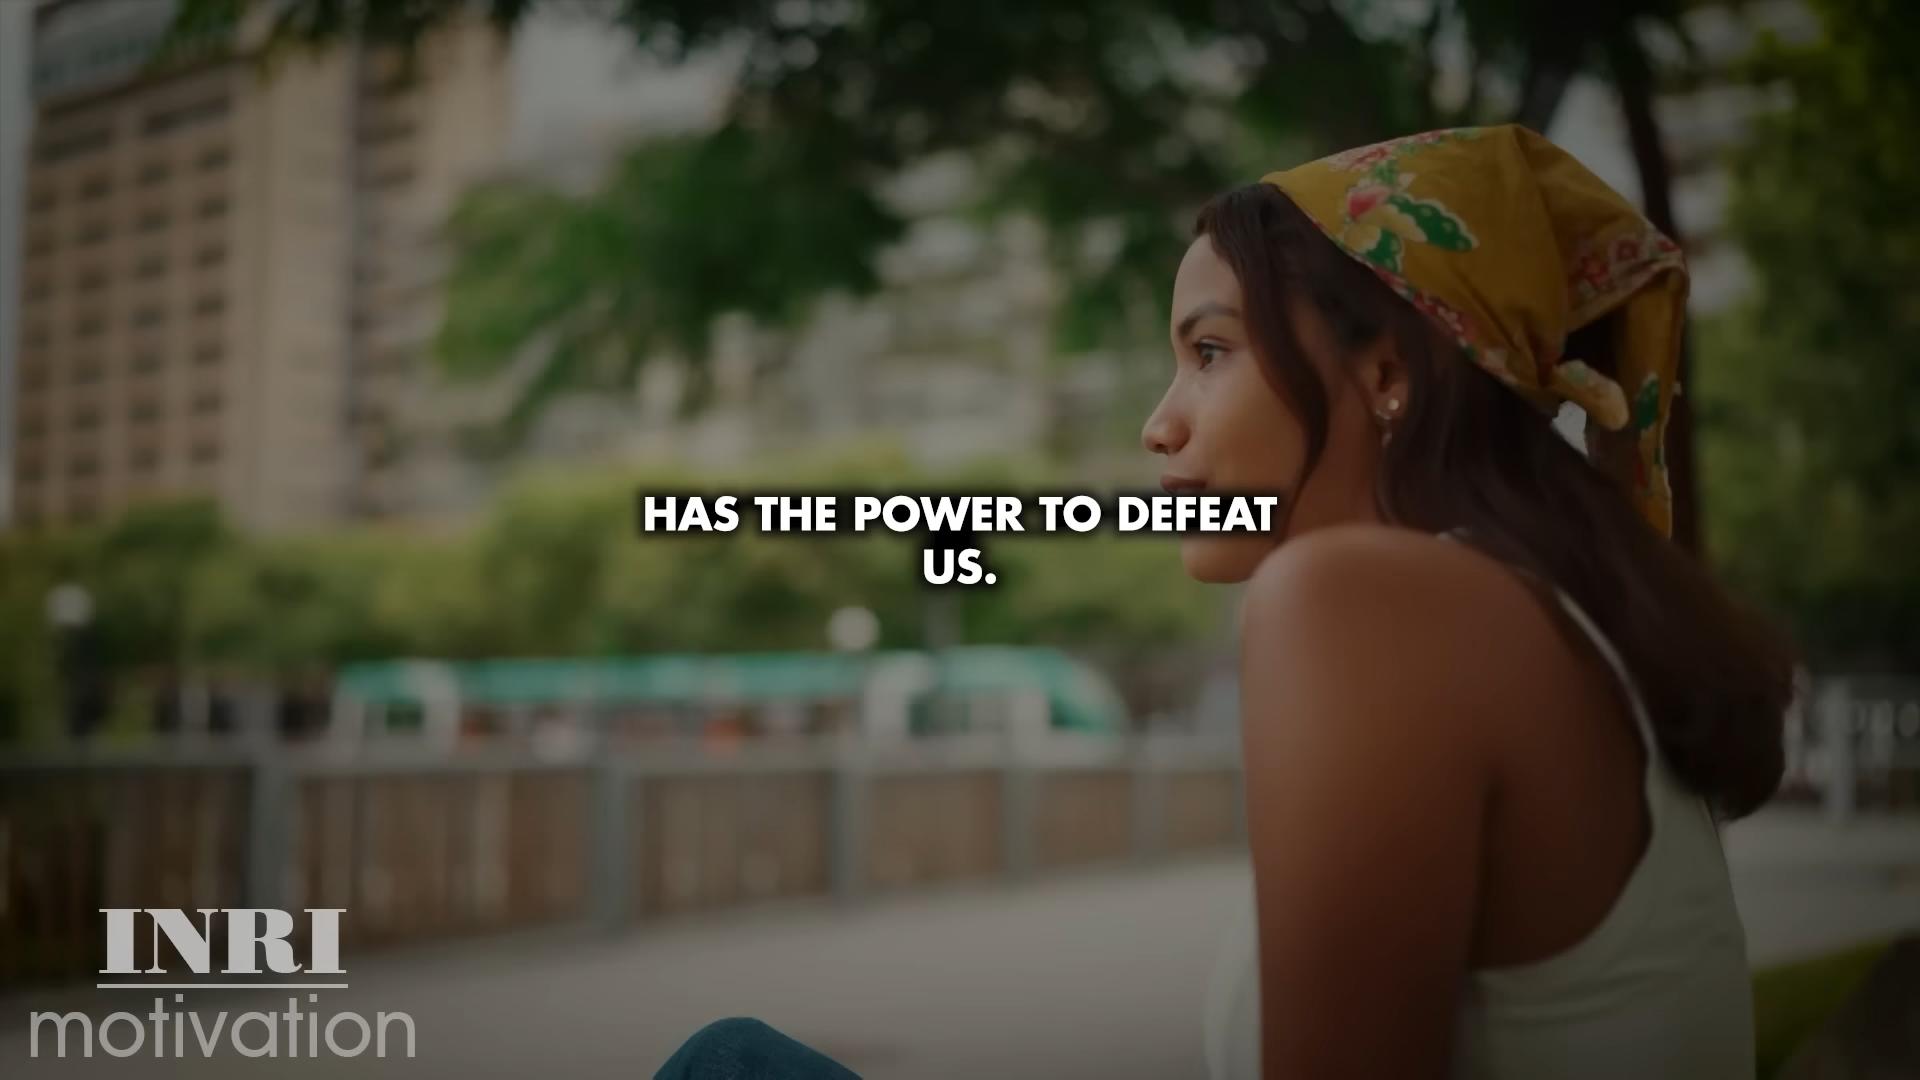 HAS THE POWER TO DEFEAT
US.
INRI
motivation